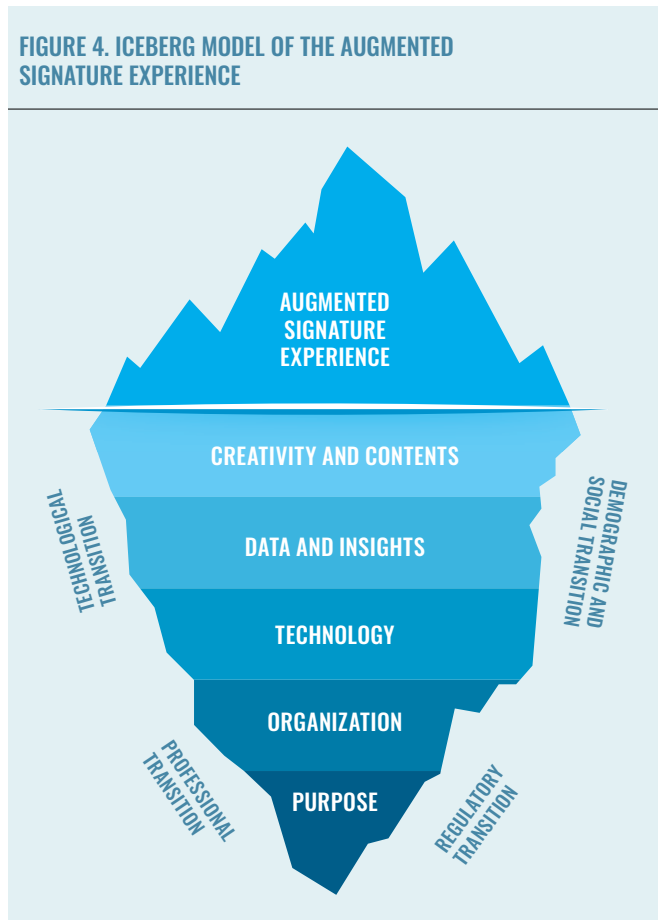 FIGURE 4. ICEBERG MODEL OF THE AUGMENTED
SIGNATURE EXPERIENCE
AUGMENTED
SIGNATURE
EXPERIENCE
CREATIVITY AND CONTENTS
TECHNOLOGICAL
TRANSITION
DATA AND INSIGHTS
DEMOGRAPHIC AND
SOCIAL TRANSITION
TECHNOLOGY
ORGANIZATION
PROFESSIONAL
TRANSITION
PURPOSE
REGULATORY
TRANSITION